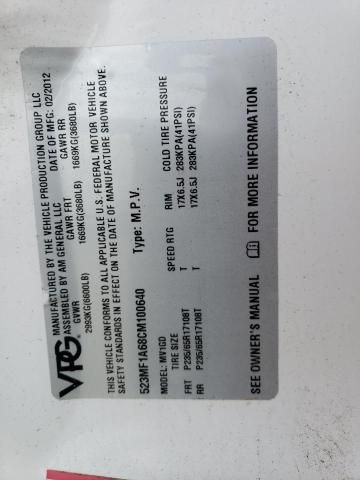 VPG
MANUFACTURED BY THE VEHICLE PRODUCTION GROUP LLC
ASSEMBLED BY AM GENERAL LLC DATE OF MFG: 02/2012
GVWR GAWR FRT GAWR RR
2993KG(6600LB) 1669KG(3680LB) 1669KG(3680LB)
THIS VEHICLE CONFORMS TO ALL APPLICABLE U.S. FEDERAL MOTOR VEHICLE
SAFETY STANDARDS IN EFFECT ON THE DATE OF MANUFACTURE SHOWN ABOVE.
523MF1A68CM100640 Type: M.P.V.
MODEL: MV1GD
TIRE SIZE SPEED RTG RIM COLD TIRE PRESSURE
FRT P235/65R17108T T 17X6.5J 283KPA(41PSI)
RR P235/65R17108T T 17X6.5J 283KPA(41PSI)
SEE OWNER'S MANUAL FOR MORE INFORMATION